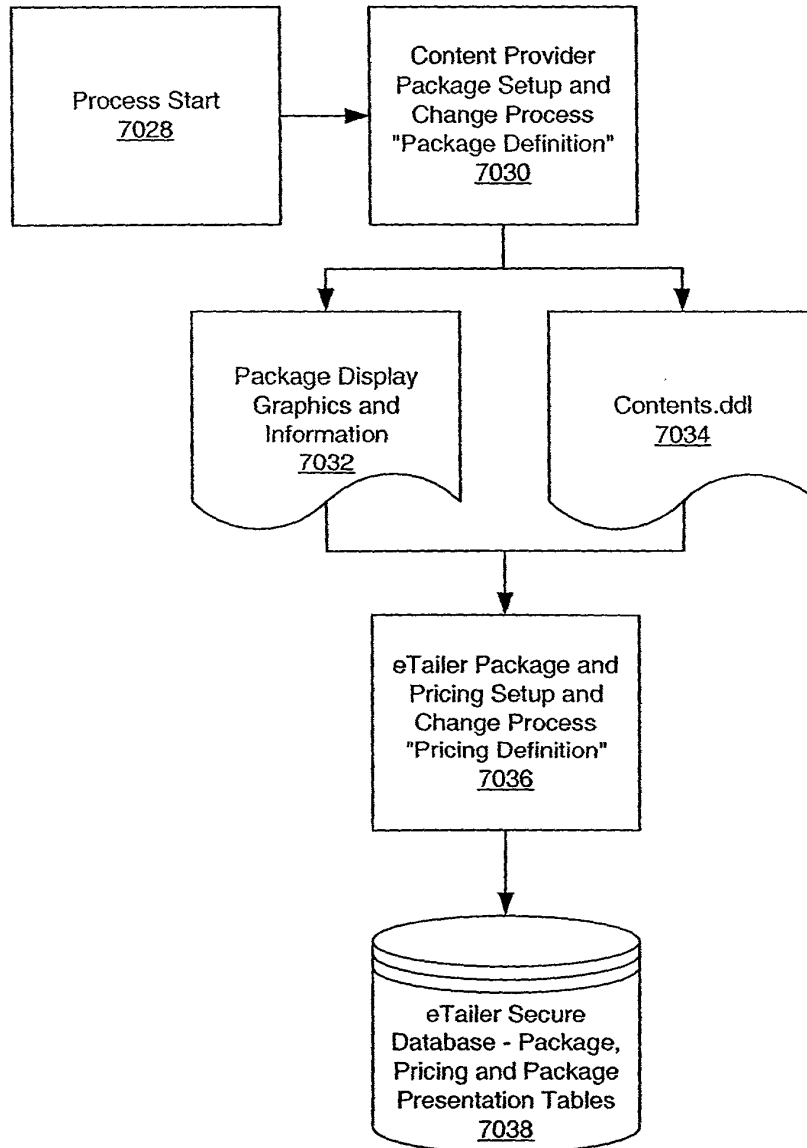 Process Start
7028
Content Provider
Package Setup and
Change Process
"Package Definition"
7030
Package Display
Graphics and
Information
7032
Contents.ddl
7034
eTailer Package and
Pricing Setup and
Change Process
"Pricing Definition"
7036
eTailer Secure
Database - Package,
Pricing and Package
Presentation Tables
7038